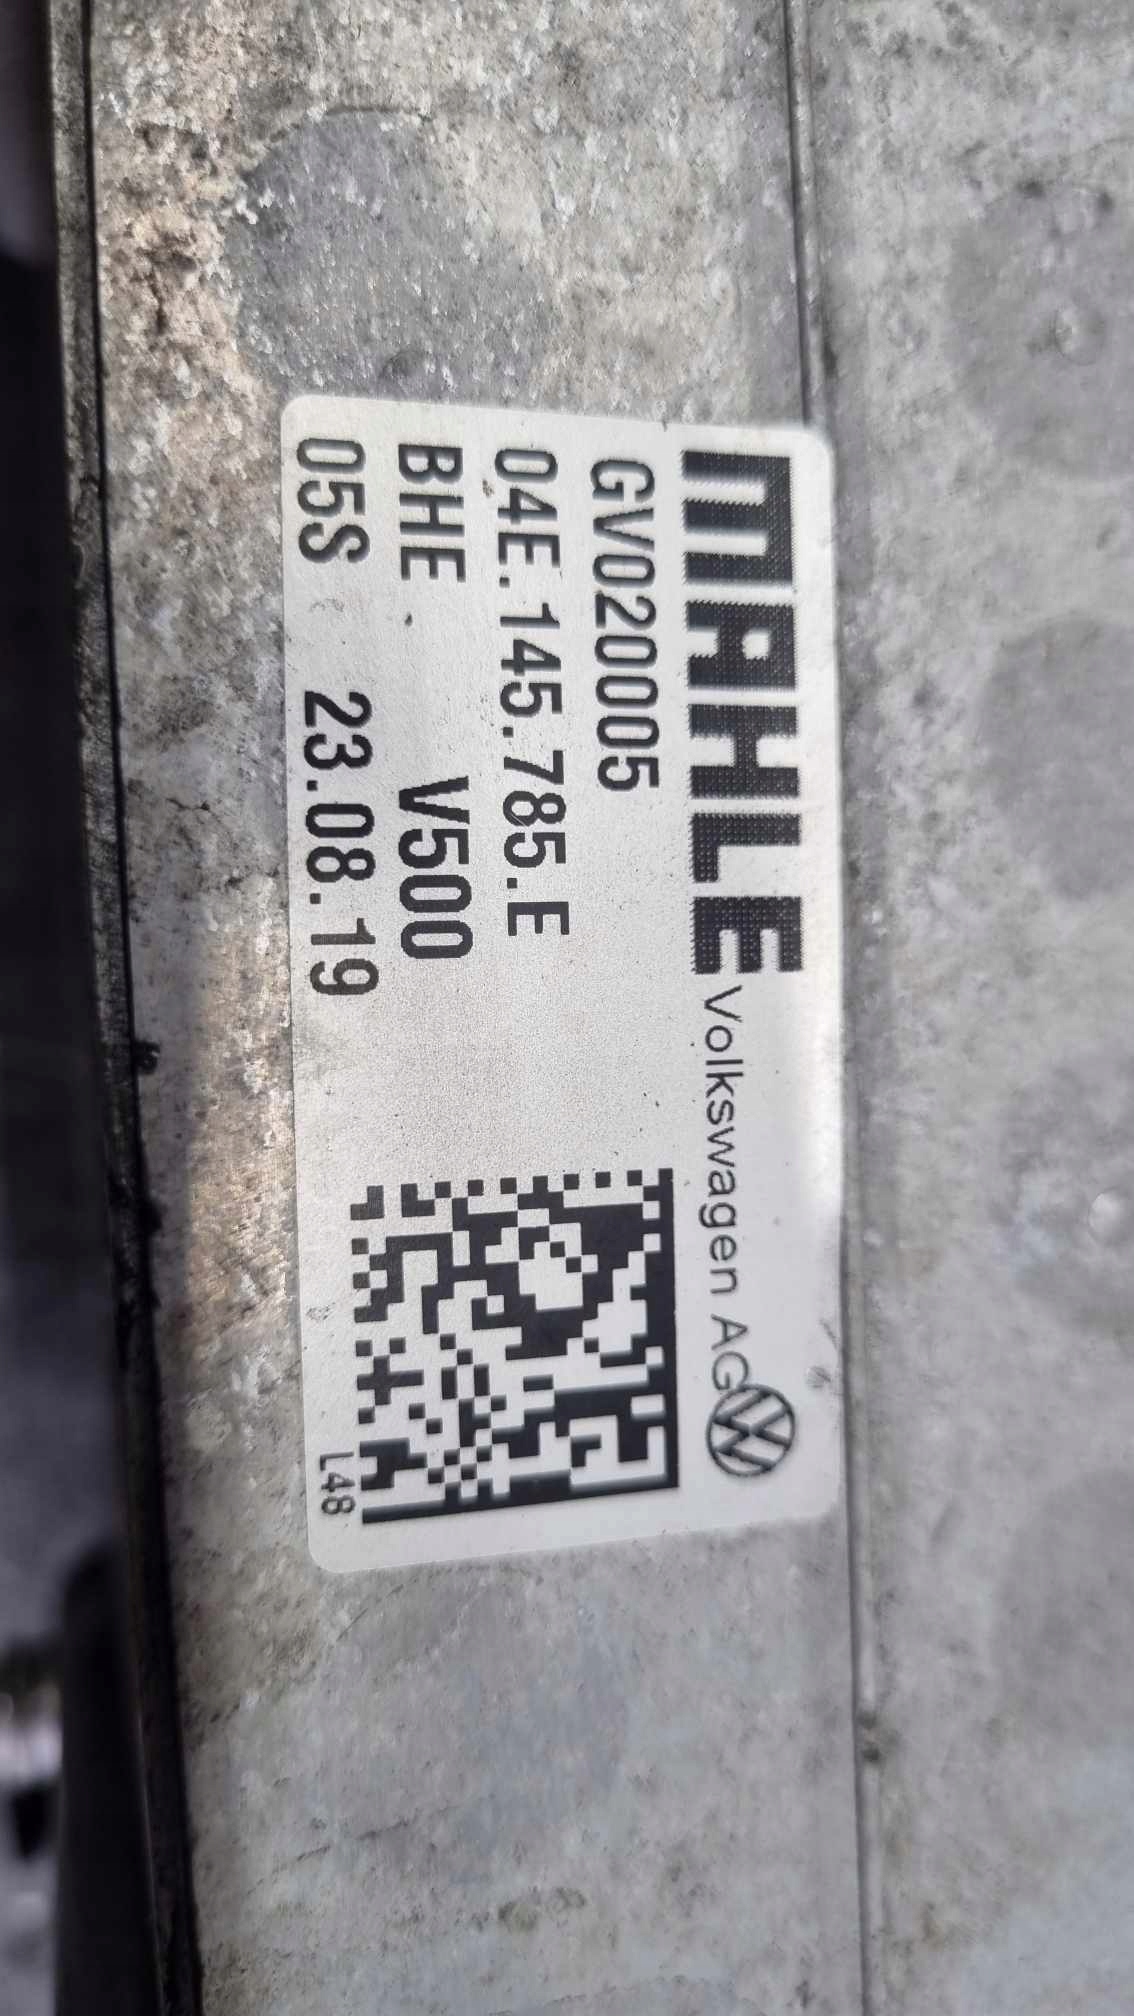 MAHLE Volkswagen AG
GV020005
04E.145.785.E
BHE V500
05S 23.08.19
L48